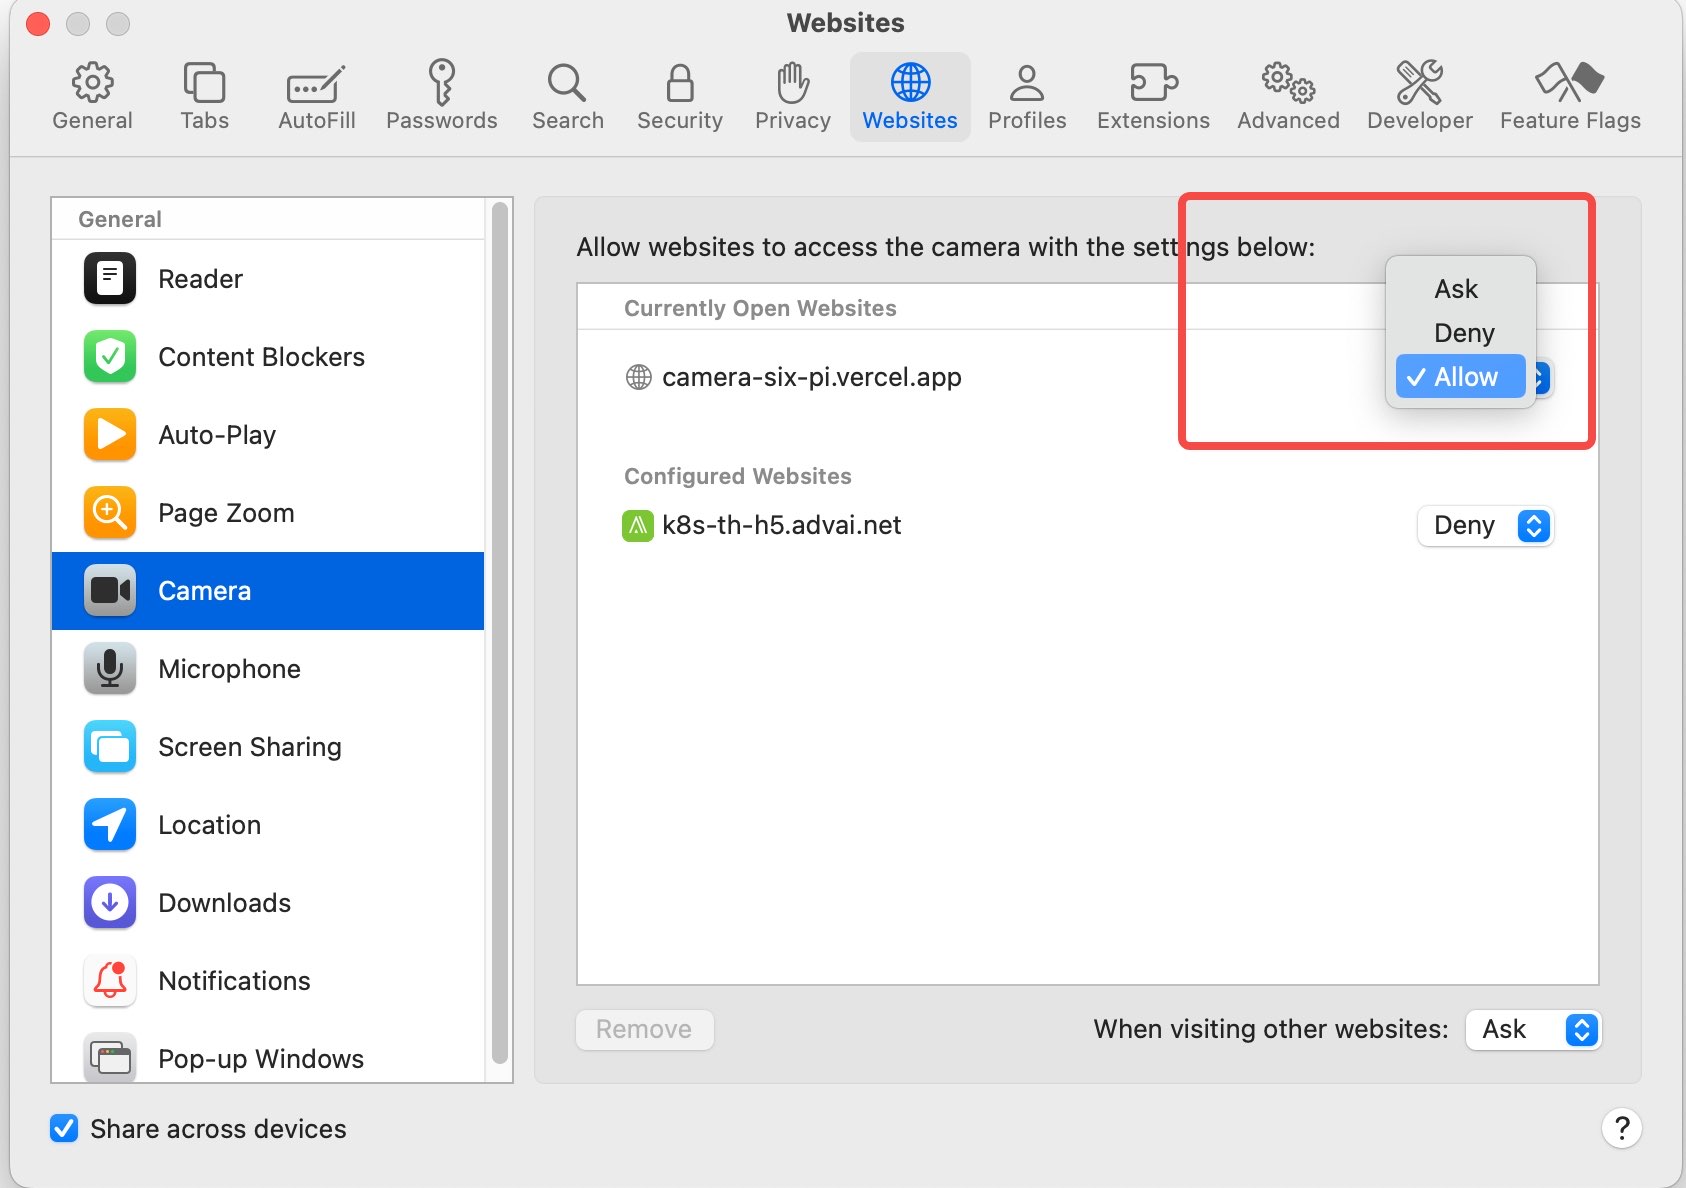 Websites
General
Tabs
AutoFill
Passwords
Search
Security
Privacy
Websites
Profiles
Extensions
Advanced
Developer
Feature Flags
General
Reader
Content Blockers
Auto-Play
Page Zoom
Camera
Microphone
Screen Sharing
Location
Downloads
Notifications
Pop-up Windows
Allow websites to access the camera with the settings below:
Currently Open Websites
camera-six-pi.vercel.app
Ask
Deny
Allow
Configured Websites
k8s-th-h5.advai.net
Deny
Remove
When visiting other websites:
Ask
Share across devices
?